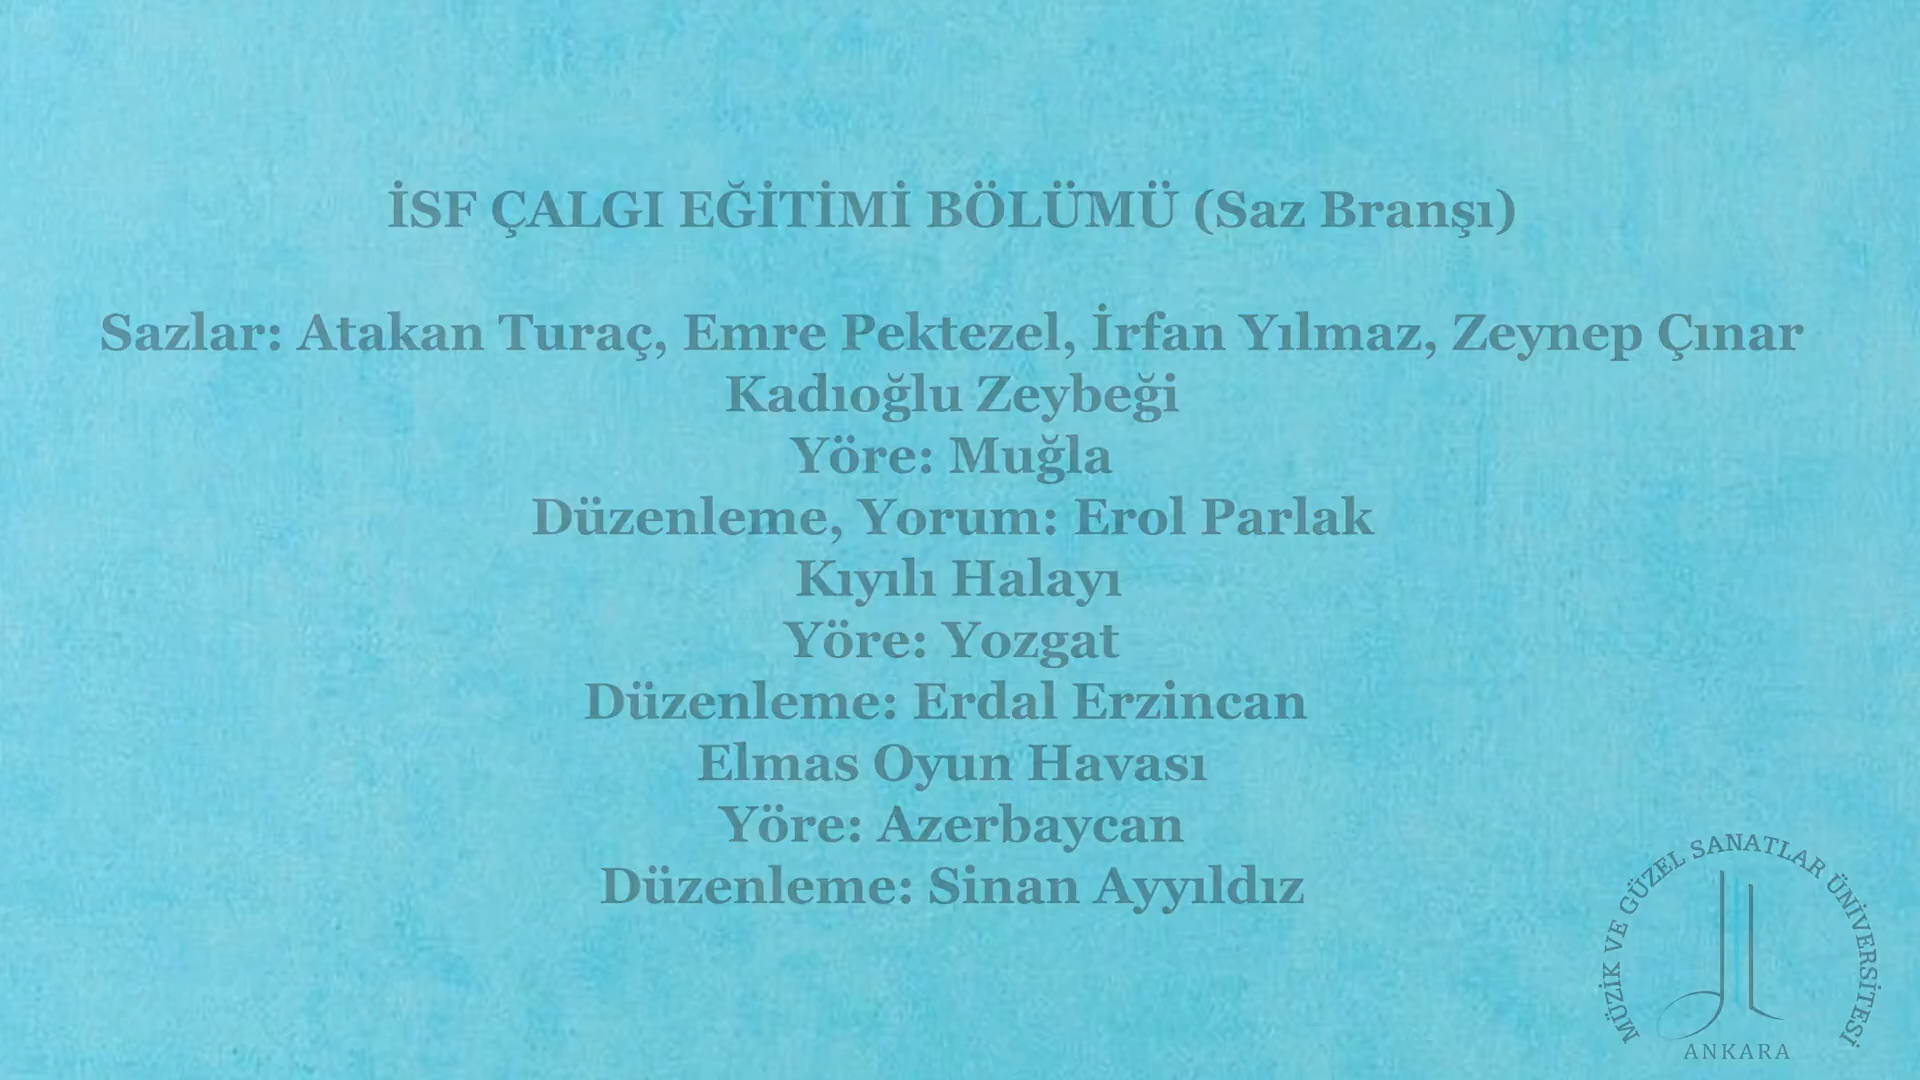 İSF ÇALGI EĞİTİMİ BÖLÜMÜ (Saz Branşı)
Sazlar: Atakan Turaç, Emre Pektezel, İrfan Yılmaz, Zeynep Çınar
Kadıoğlu Zeybeği
Yöre: Muğla
Düzenleme, Yorum: Erol Parlak
Kıyılı Halayı
Yöre: Yozgat
Düzenleme: Erdal Erzincan
Elmas Oyun Havası
Yöre: Azerbaycan
Düzenleme: Sinan Ayyıldız
MÜZİK VE GÜZEL SANATLAR ÜNİVERSİTESİ
ANKARA